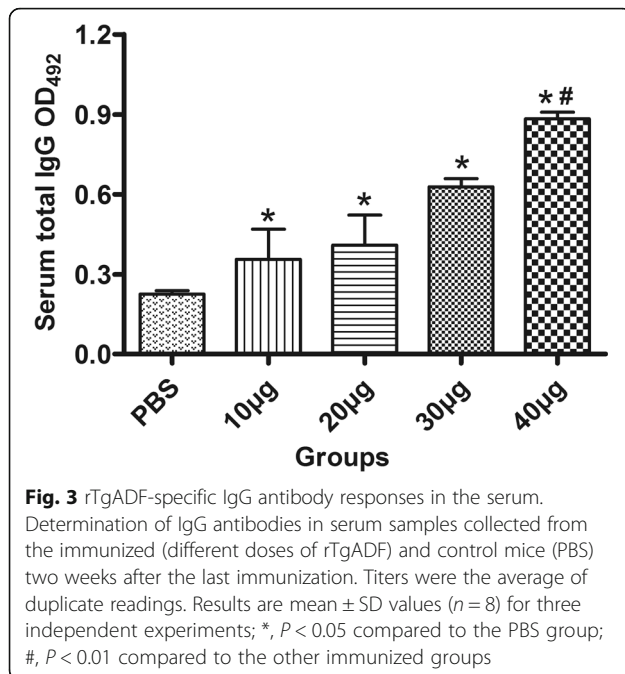 1.2
0.9
0.6
0.3
0.0
Serum total IgG OD492
*
*
*
* #
PBS
10µg
20µg
30µg
40µg
Groups
Fig. 3 rTgADF-specific IgG antibody responses in the serum.
Determination of IgG antibodies in serum samples collected from
the immunized (different doses of rTgADF) and control mice (PBS)
two weeks after the last immunization. Titers were the average of
duplicate readings. Results are mean ± SD values (n = 8) for three
independent experiments; *, P < 0.05 compared to the PBS group;
#, P < 0.01 compared to the other immunized groups